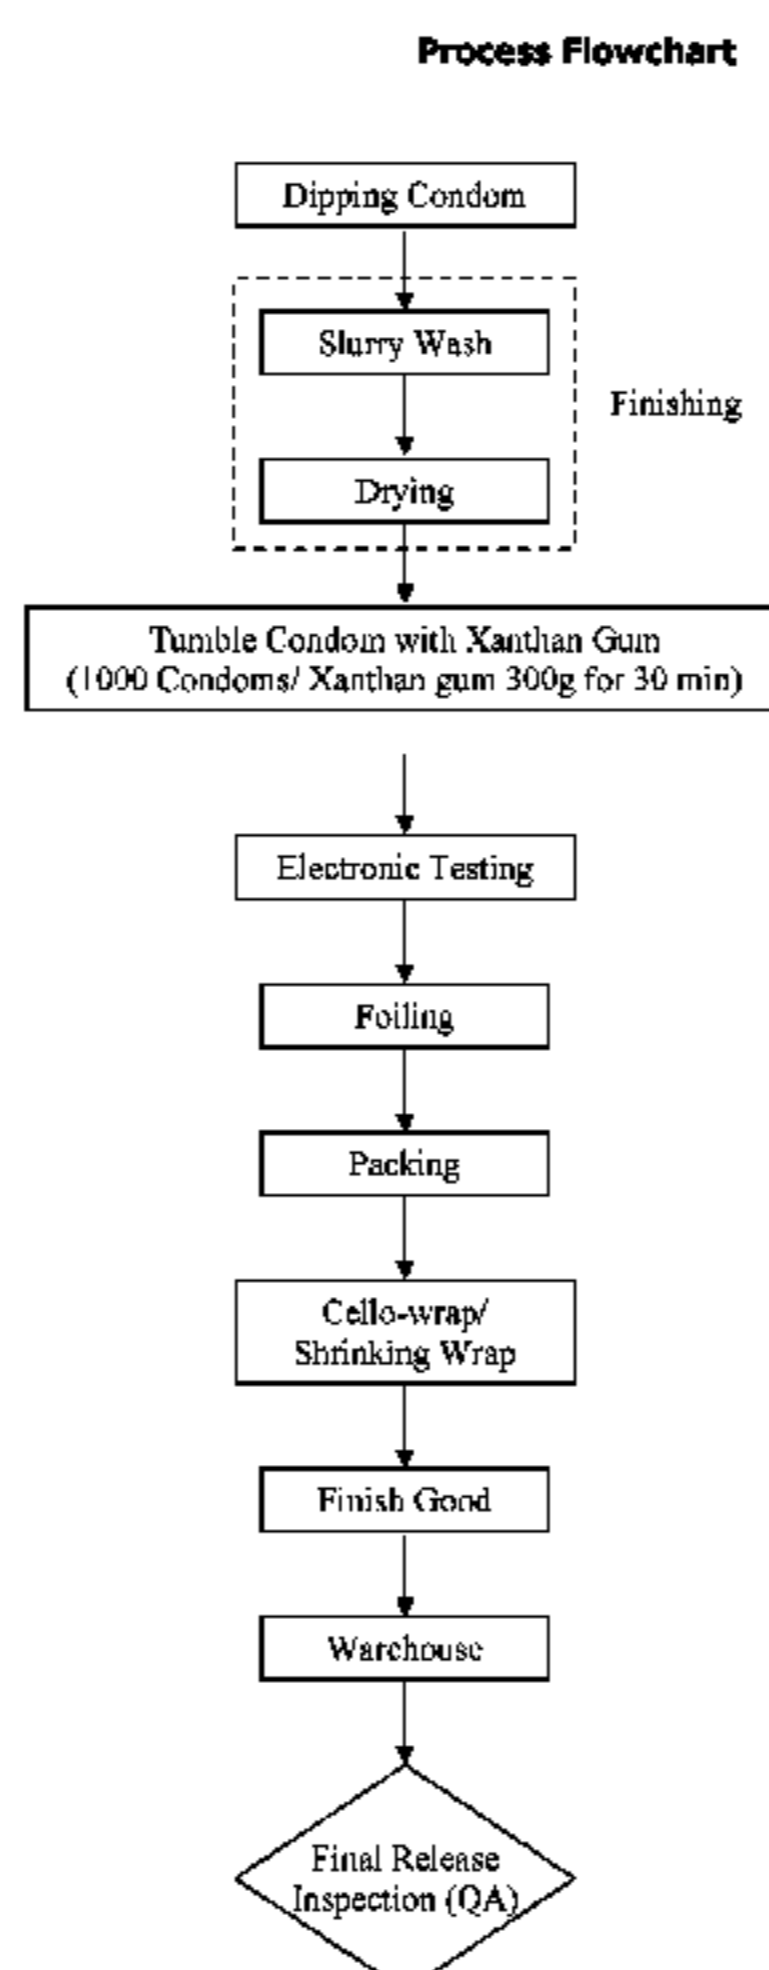 Process Flowchart
Dipping Condom
Slurry Wash
Finishing
Drying
Tumble Condom with Xanthan Gum
(1000 Condoms/ Xanthan gum 300g for 30 min)
Electronic Testing
Foiling
Packing
Cello-wrap/
Shrinking Wrap
Finish Good
Warehouse
Final Release
Inspection (QA)